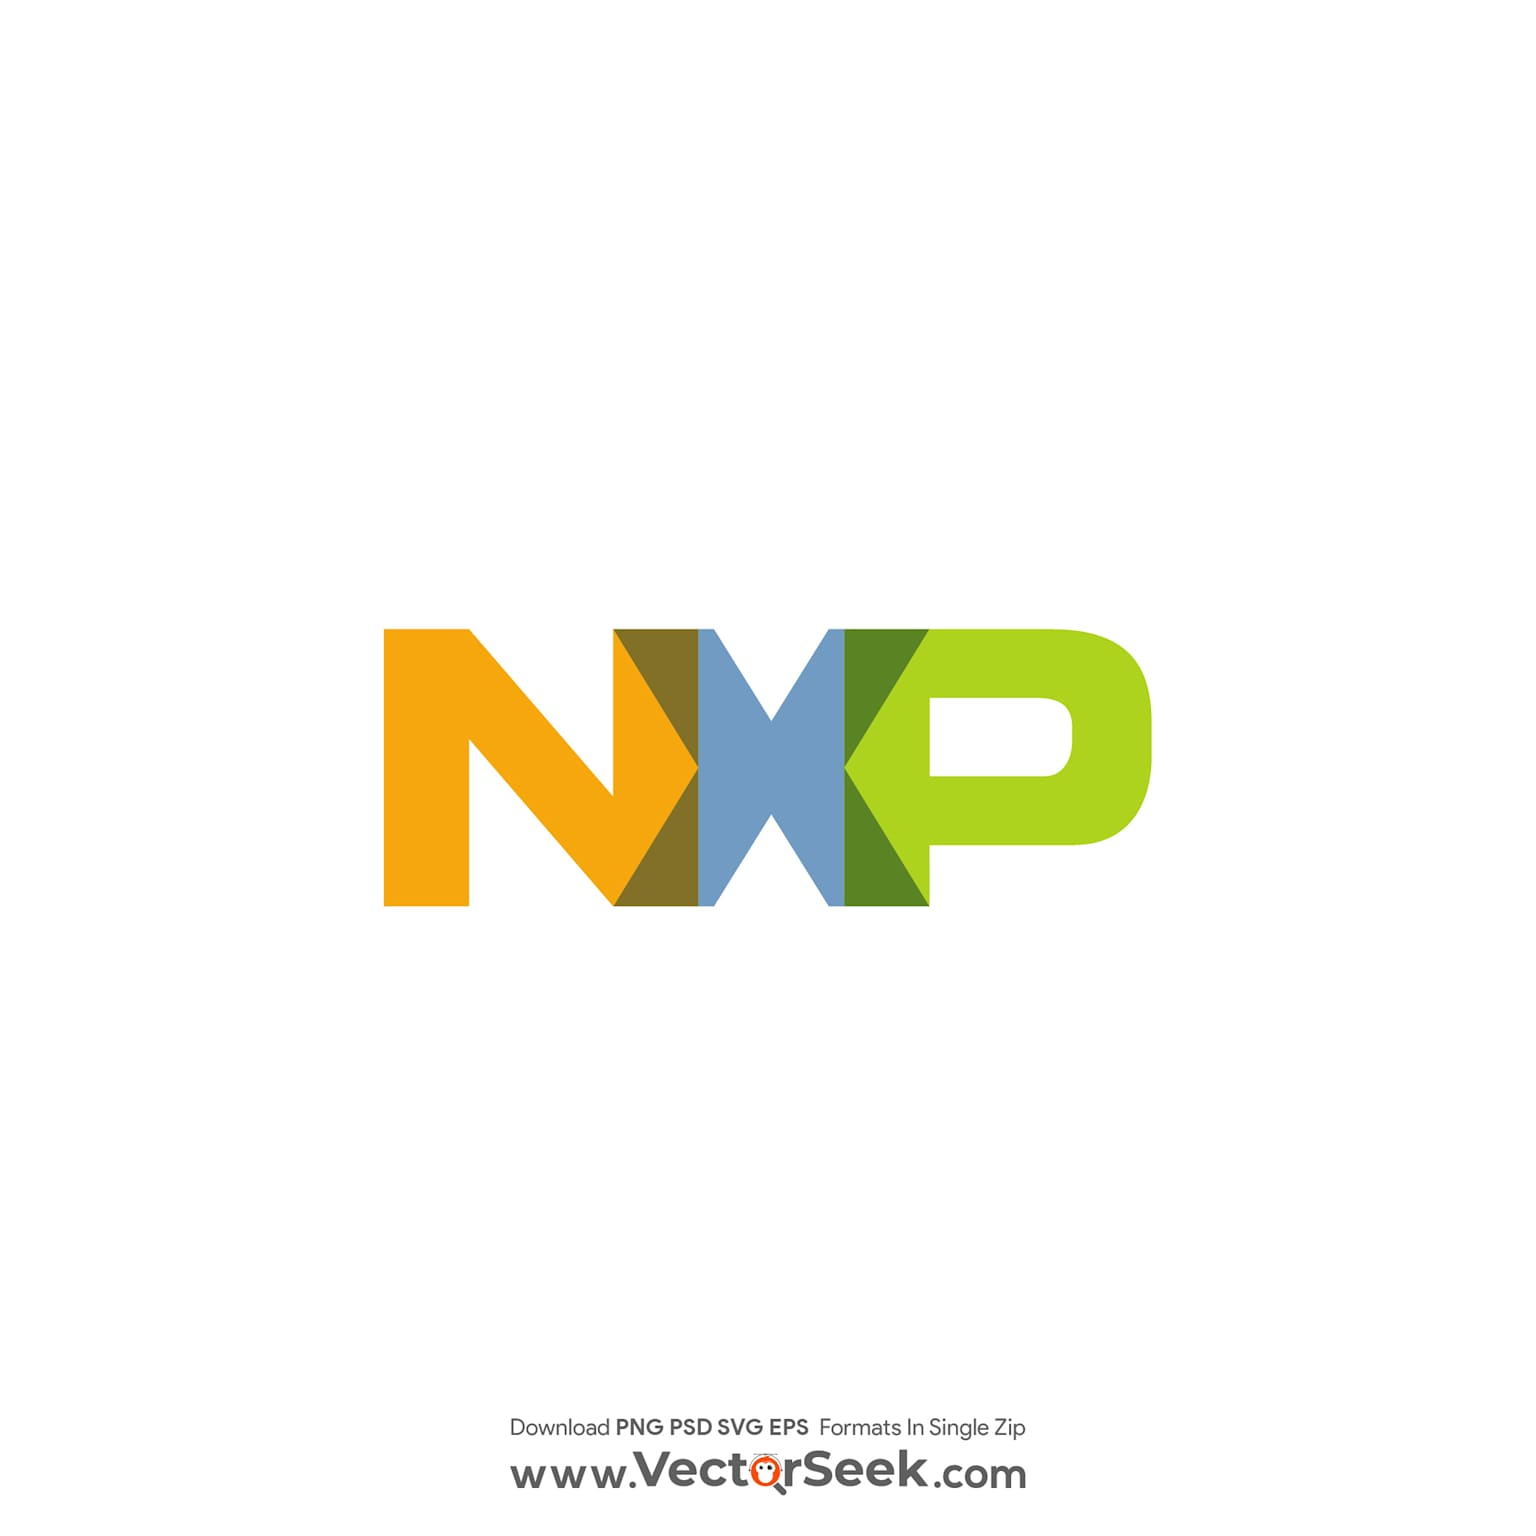 NXP
Download PNG PSD SVG EPS Formats In Single Zip
www.VectorSeek.com